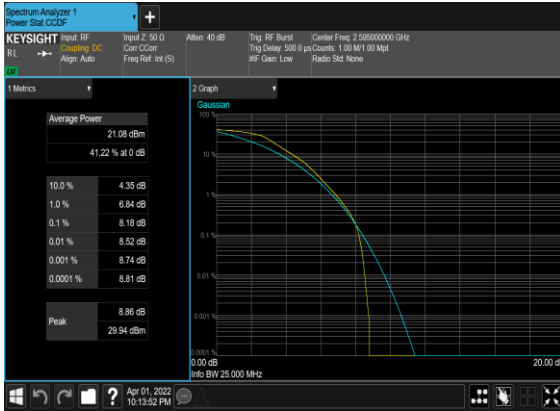 Spectrum Analyzer 1
Power Stat CCDF
KEYSIGHT
RL
Input: RF
Coupling: DC
Align: Auto
Input Z: 50 Ω
Corr CCorr
Freq Ref: Int (S)
Atten: 40 dB
Trig: RF Burst
Trig Delay: 500.0 µs
#IF Gain: Low
Center Freq: 2.595000000 GHz
Counts: 1.00 M/1.00 Mpt
Radio Std: None
1 Metrics
Average Power
21.08 dBm
41.22 % at 0 dB
10.0 % 4.35 dB
1.0 % 6.84 dB
0.1 % 8.18 dB
0.01 % 8.52 dB
0.001 % 8.74 dB
0.0001 % 8.81 dB
Peak
8.86 dB
29.94 dBm
2 Graph
Gaussian
100 %
10 %
1 %
0.1 %
0.01 %
0.001 %
0.0001 %
0.00 dB
20.00 d
Info BW 25.000 MHz
Apr 01, 2022
10:13:52 PM